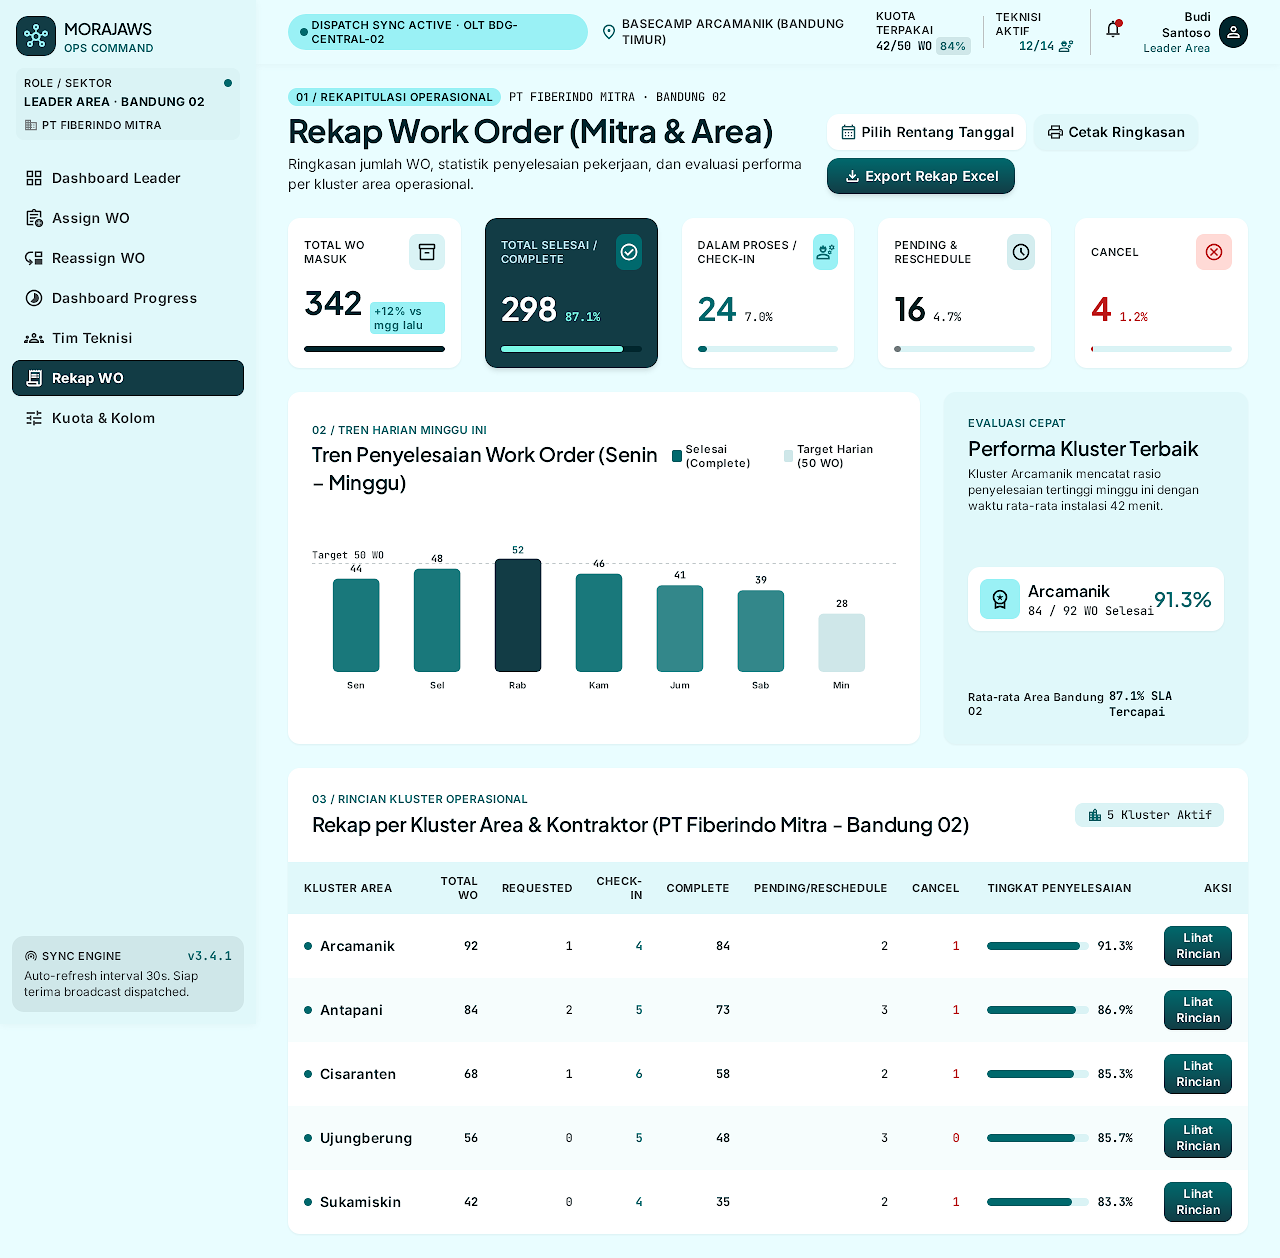 MORAJAWS
OPS COMMAND
ROLE / SEKTOR
LEADER AREA · BANDUNG 02
PT FIBERINDO MITRA
Dashboard Leader
Assign WO
Reassign WO
Dashboard Progress
Tim Teknisi
Rekap WO
Kuota & Kolom
SYNC ENGINE v3.4.1
Auto-refresh interval 30s. Siap
terima broadcast dispatched.
DISPATCH SYNC ACTIVE · OLT BDG-
CENTRAL-02
BASECAMP ARCAMANIK (BANDUNG
TIMUR)
KUOTA
TERPAKAI
42/50 WO 84%
TEKNISI
AKTIF
12/14
Budi
Santoso
Leader Area
01 / REKAPITULASI OPERASIONAL PT FIBERINDO MITRA · BANDUNG 02
Rekap Work Order (Mitra & Area)
Ringkasan jumlah WO, statistik penyelesaian pekerjaan, dan evaluasi performa
per kluster area operasional.
Pilih Rentang Tanggal
Cetak Ringkasan
Export Rekap Excel
TOTAL WO
MASUK
342 +12% vs
mgg lalu
TOTAL SELESAI /
COMPLETE
298 87.1%
DALAM PROSES /
CHECK-IN
24 7.0%
PENDING &
RESCHEDULE
16 4.7%
CANCEL
4 1.2%
02 / TREN HARIAN MINGGU INI
Tren Penyelesaian Work Order (Senin
– Minggu)
Selesai
(Complete)
Target Harian
(50 WO)
Target 50 WO
44
48
52
46
41
39
28
Sen
Sel
Rab
Kam
Jum
Sab
Min
EVALUASI CEPAT
Performa Kluster Terbaik
Kluster Arcamanik mencatat rasio
penyelesaian tertinggi minggu ini dengan
waktu rata-rata instalasi 42 menit.
Arcamanik
84 / 92 WO Selesai
91.3%
Rata-rata Area Bandung
02
87.1% SLA
Tercapai
03 / RINCIAN KLUSTER OPERASIONAL
Rekap per Kluster Area & Kontraktor (PT Fiberindo Mitra - Bandung 02)
5 Kluster Aktif
KLUSTER AREA TOTAL WO REQUESTED CHECK-IN COMPLETE PENDING/RESCHEDULE CANCEL TINGKAT PENYELESAIAN AKSI
Arcamanik 92 1 4 84 2 1 91.3% Lihat Rincian
Antapani 84 2 5 73 3 1 86.9% Lihat Rincian
Cisaranten 68 1 6 58 2 1 85.3% Lihat Rincian
Ujungberung 56 0 5 48 3 0 85.7% Lihat Rincian
Sukamiskin 42 0 4 35 2 1 83.3% Lihat Rincian